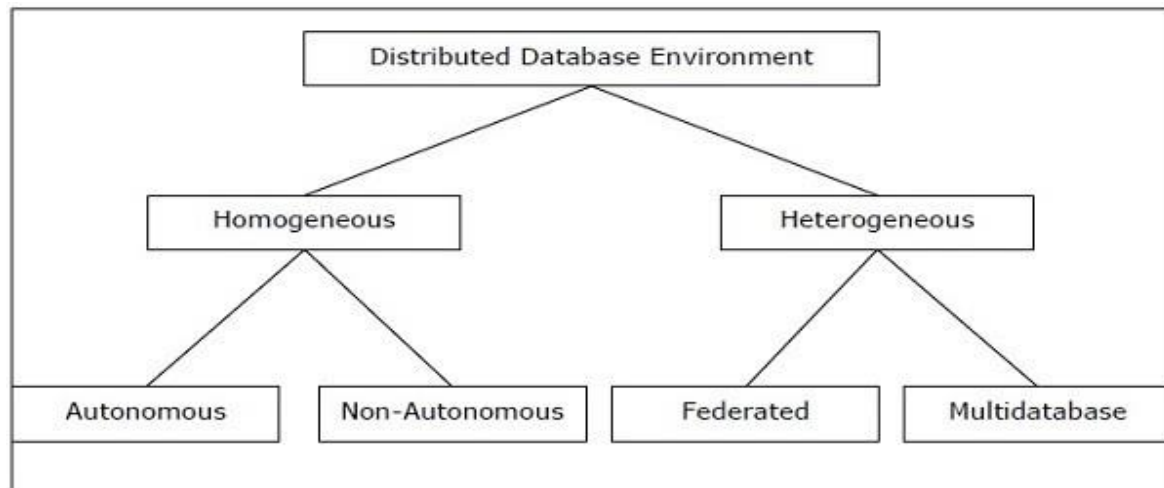 Distributed Database Environment
Homogeneous
Heterogeneous
Autonomous
Non-Autonomous
Federated
Multidatabase